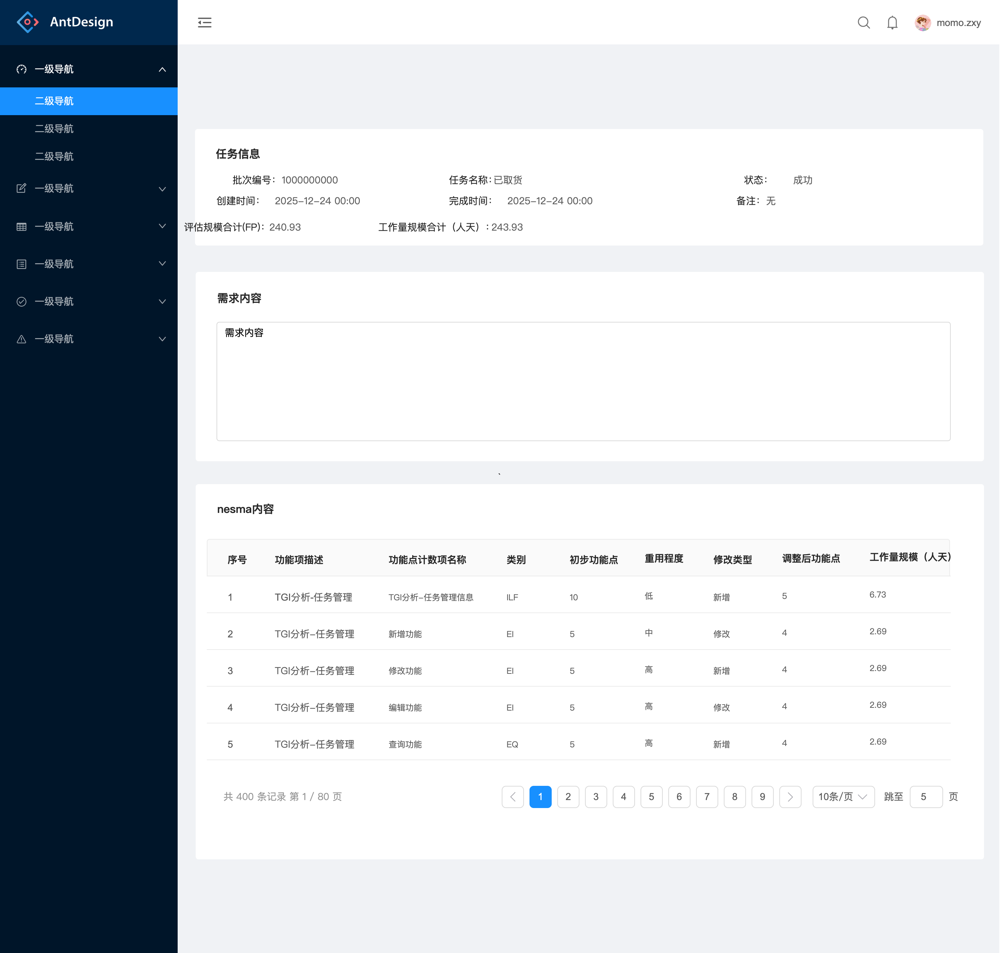 AntDesign
momo.zxy
一级导航
二级导航
二级导航
二级导航
一级导航
一级导航
一级导航
一级导航
一级导航
任务信息
批次编号： 1000000000 任务名称：已取货 状态： 成功
创建时间： 2025-12-24 00:00 完成时间： 2025-12-24 00:00 备注： 无
评估规模合计(FP)： 240.93 工作量规模合计（人天）：243.93
需求内容
需求内容
、
nesma内容
序号 功能项描述 功能点计数项名称 类别 初步功能点 重用程度 修改类型 调整后功能点 工作量规模（人天）
1 TGI分析-任务管理 TGI分析-任务管理信息 ILF 10 低 新增 5 6.73
2 TGI分析-任务管理 新增功能 EI 5 中 修改 4 2.69
3 TGI分析-任务管理 修改功能 EI 5 高 新增 4 2.69
4 TGI分析-任务管理 编辑功能 EI 5 高 修改 4 2.69
5 TGI分析-任务管理 查询功能 EQ 5 高 新增 4 2.69
共 400 条记录 第 1 / 80 页 1 2 3 4 5 6 7 8 9 10条/页 跳至 5 页